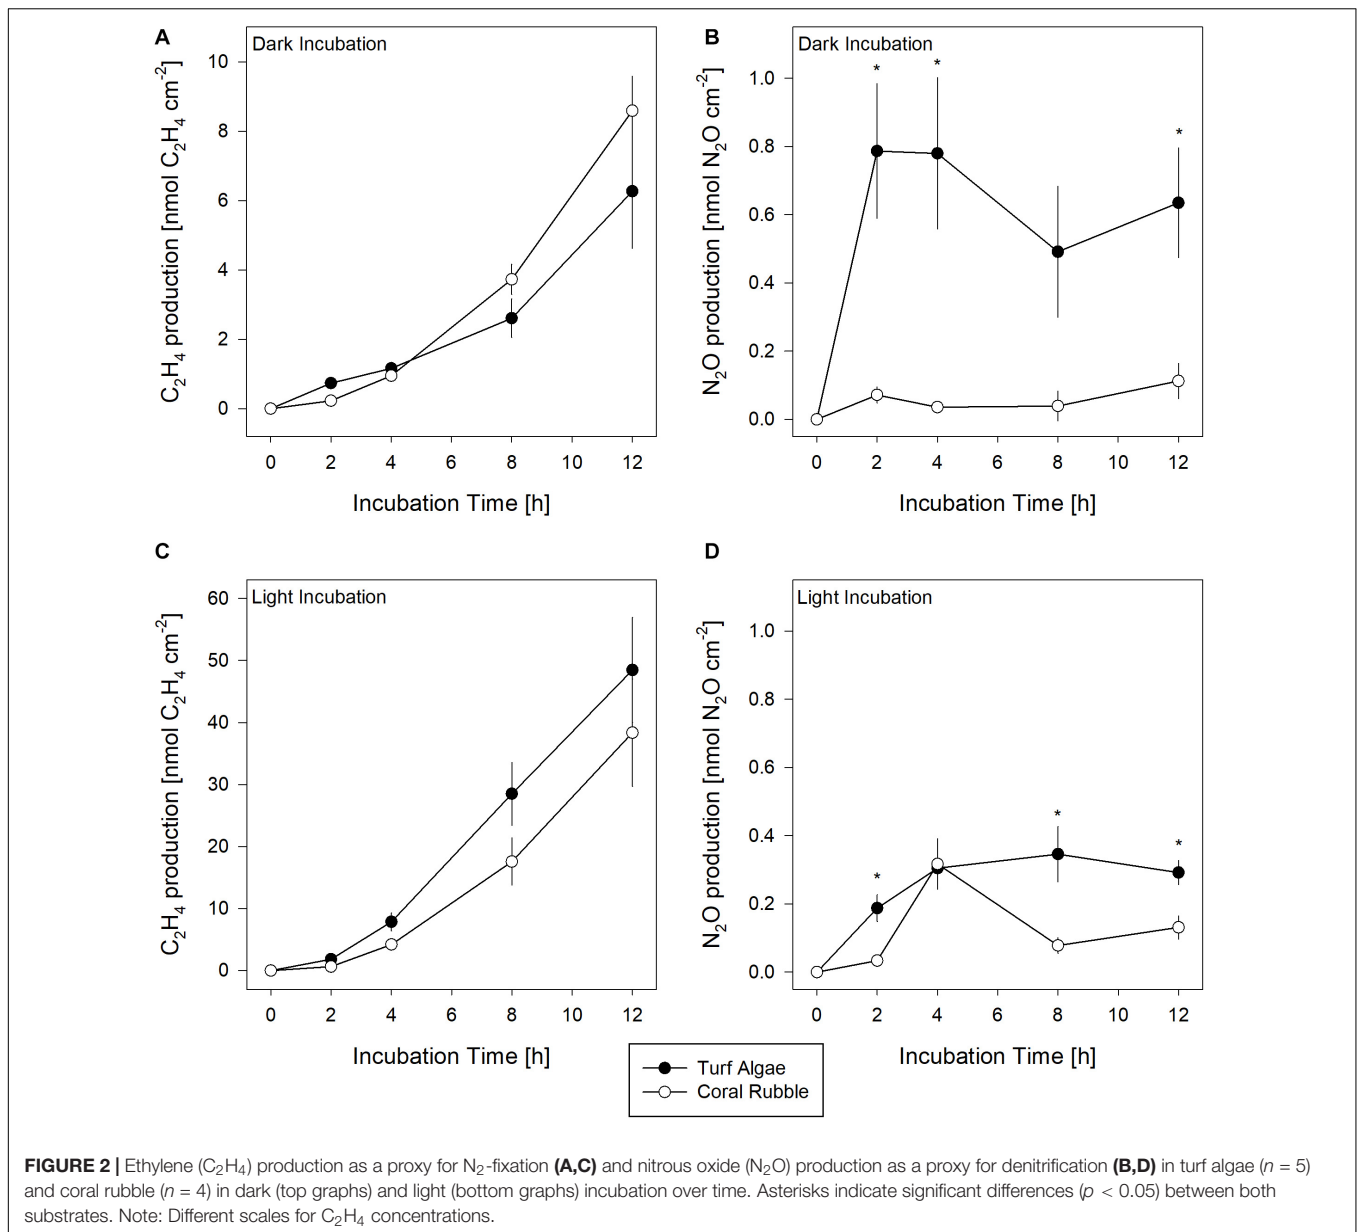 A
Dark Incubation
C₂H₄ production [nmol C₂H₄ cm⁻²]
10
8
6
4
2
0
0 2 4 6 8 10 12
Incubation Time [h]
B
Dark Incubation
N₂O production [nmol N₂O cm⁻²]
1.0
0.8
0.6
0.4
0.2
0.0
* * *
0 2 4 6 8 10 12
Incubation Time [h]
C
Light Incubation
C₂H₄ production [nmol C₂H₄ cm⁻²]
60
50
40
30
20
10
0
0 2 4 6 8 10 12
Incubation Time [h]
D
Light Incubation
N₂O production [nmol N₂O cm⁻²]
1.0
0.8
0.6
0.4
0.2
0.0
* * *
0 2 4 6 8 10 12
Incubation Time [h]
Turf Algae
Coral Rubble
FIGURE 2 | Ethylene (C₂H₄) production as a proxy for N₂-fixation (A,C) and nitrous oxide (N₂O) production as a proxy for denitrification (B,D) in turf algae (n = 5)
and coral rubble (n = 4) in dark (top graphs) and light (bottom graphs) incubation over time. Asterisks indicate significant differences (p < 0.05) between both
substrates. Note: Different scales for C₂H₄ concentrations.